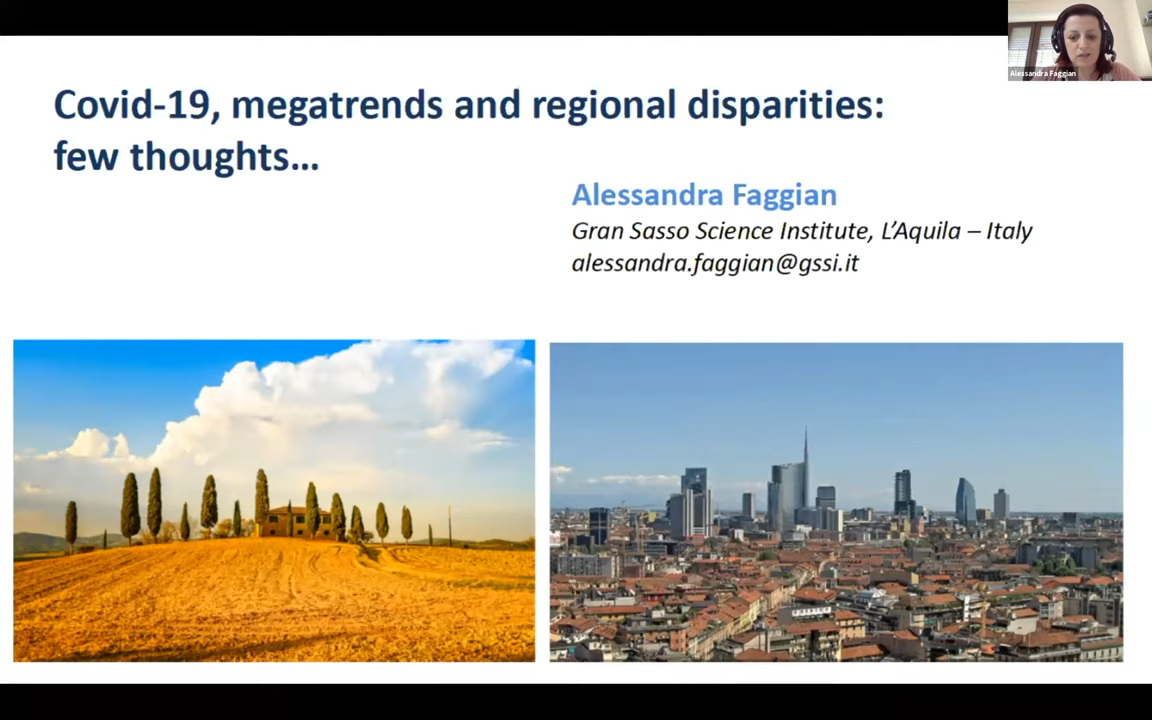 Alessandra Faggian
Covid-19, megatrends and regional disparities:
few thoughts...
Alessandra Faggian
Gran Sasso Science Institute, L'Aquila – Italy
alessandra.faggian@gssi.it